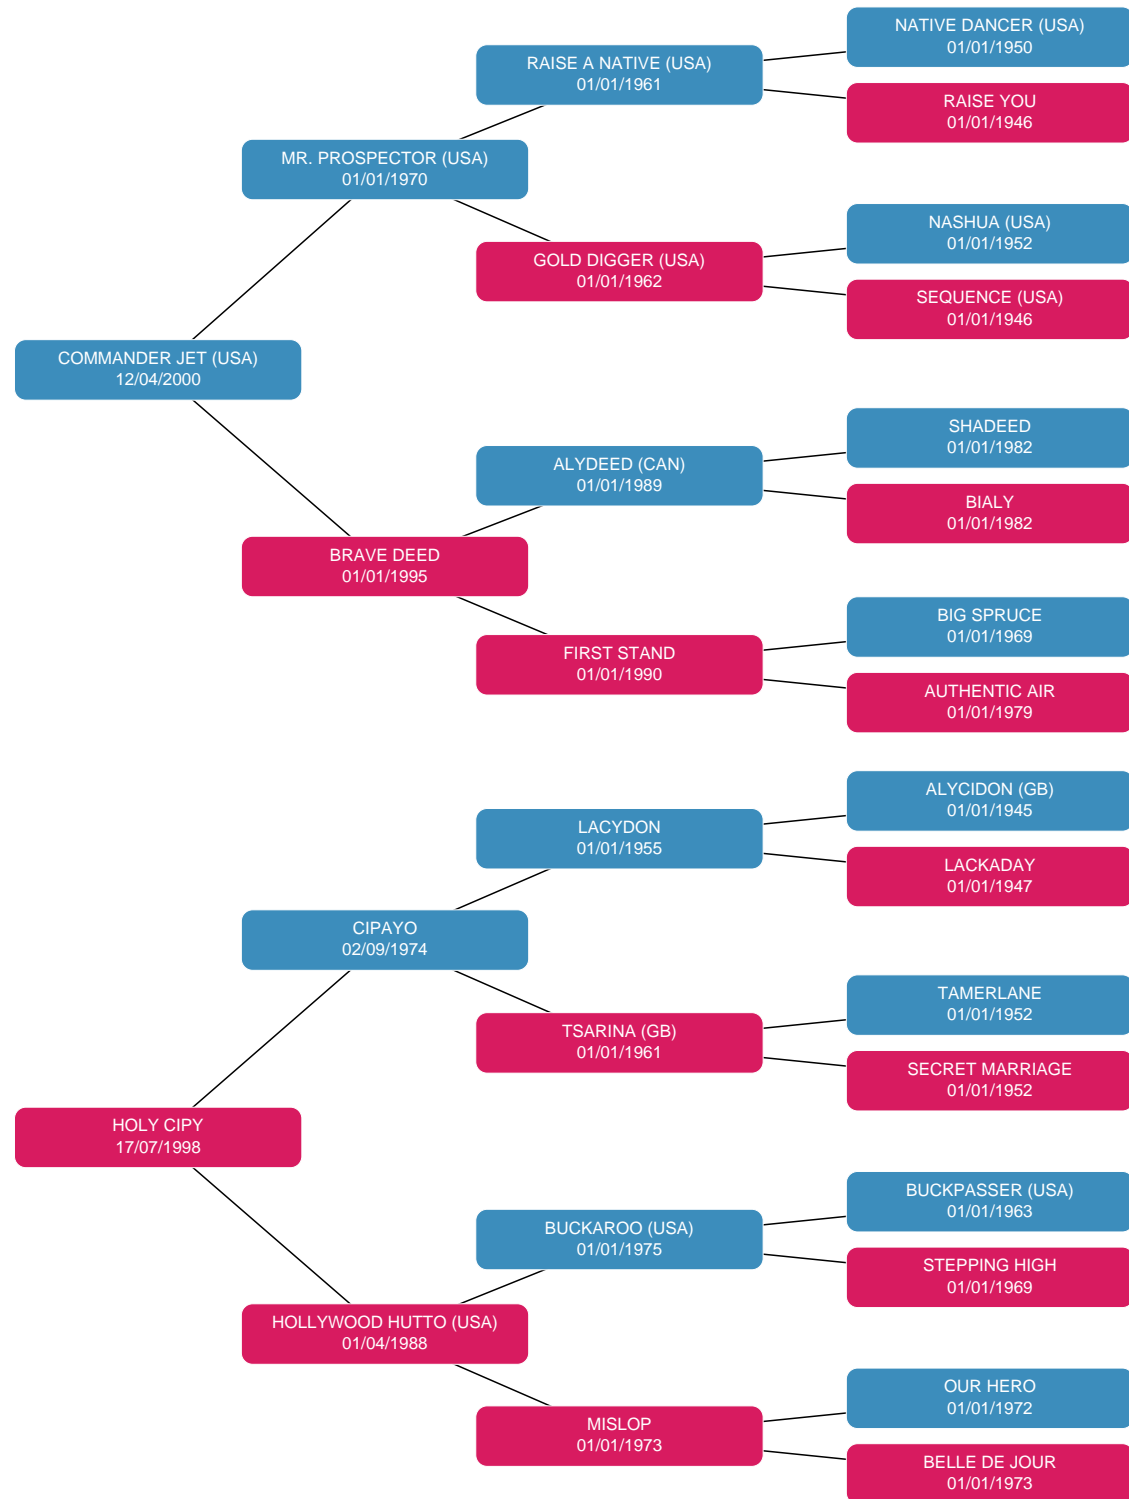 NATIVE DANCER (USA)
01/01/1950
RAISE A NATIVE (USA)
01/01/1961
RAISE YOU
01/01/1946
MR. PROSPECTOR (USA)
01/01/1970
NASHUA (USA)
01/01/1952
GOLD DIGGER (USA)
01/01/1962
SEQUENCE (USA)
01/01/1946
COMMANDER JET (USA)
12/04/2000
SHADEED
01/01/1982
ALYDEED (CAN)
01/01/1989
BIALY
01/01/1982
BRAVE DEED
01/01/1995
BIG SPRUCE
01/01/1969
FIRST STAND
01/01/1990
AUTHENTIC AIR
01/01/1979
ALYCIDON (GB)
01/01/1945
LACYDON
01/01/1955
LACKADAY
01/01/1947
CIPAYO
02/09/1974
TAMERLANE
01/01/1952
TSARINA (GB)
01/01/1961
SECRET MARRIAGE
01/01/1952
HOLY CIPY
17/07/1998
BUCKPASSER (USA)
01/01/1963
BUCKAROO (USA)
01/01/1975
STEPPING HIGH
01/01/1969
HOLLYWOOD HUTTO (USA)
01/04/1988
OUR HERO
01/01/1972
MISLOP
01/01/1973
BELLE DE JOUR
01/01/1973